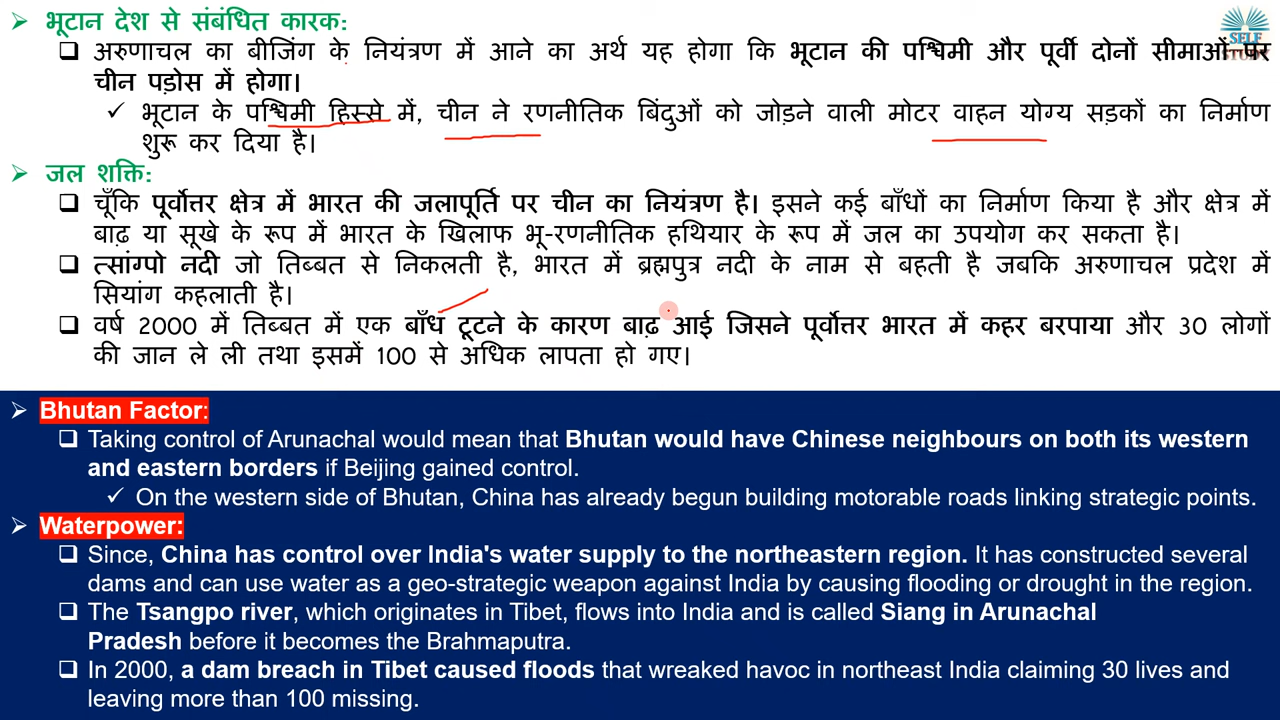 ➢ भूटान देश से संबंधित कारक:
❑ अरुणाचल का बीजिंग के नियंत्रण में आने का अर्थ यह होगा कि भूटान की पश्चिमी और पूर्वी दोनों सीमाओं पर
चीन पड़ोस में होगा।
✓ भूटान के पश्चिमी हिस्से में, चीन ने रणनीतिक बिंदुओं को जोड़ने वाली मोटर वाहन योग्य सड़कों का निर्माण
शुरू कर दिया है।
➢ जल शक्ति:
❑ चूँकि पूर्वोत्तर क्षेत्र में भारत की जलापूर्ति पर चीन का नियंत्रण है। इसने कई बाँधों का निर्माण किया है और क्षेत्र में
बाढ़ या सूखे के रूप में भारत के खिलाफ भू-रणनीतिक हथियार के रूप में जल का उपयोग कर सकता है।
❑ त्सांग्पो नदी जो तिब्बत से निकलती है, भारत में ब्रह्मपुत्र नदी के नाम से बहती है जबकि अरुणाचल प्रदेश में
सियांग कहलाती है।
❑ वर्ष 2000 में तिब्बत में एक बाँध टूटने के कारण बाढ़ आई जिसने पूर्वोत्तर भारत में कहर बरपाया और 30 लोगों
की जान ले ली तथा इसमें 100 से अधिक लापता हो गए।
SELF
STUDY
➢ Bhutan Factor:
❑ Taking control of Arunachal would mean that Bhutan would have Chinese neighbours on both its western
and eastern borders if Beijing gained control.
✓ On the western side of Bhutan, China has already begun building motorable roads linking strategic points.
➢ Waterpower:
❑ Since, China has control over India's water supply to the northeastern region. It has constructed several
dams and can use water as a geo-strategic weapon against India by causing flooding or drought in the region.
❑ The Tsangpo river, which originates in Tibet, flows into India and is called Siang in Arunachal
Pradesh before it becomes the Brahmaputra.
❑ In 2000, a dam breach in Tibet caused floods that wreaked havoc in northeast India claiming 30 lives and
leaving more than 100 missing.